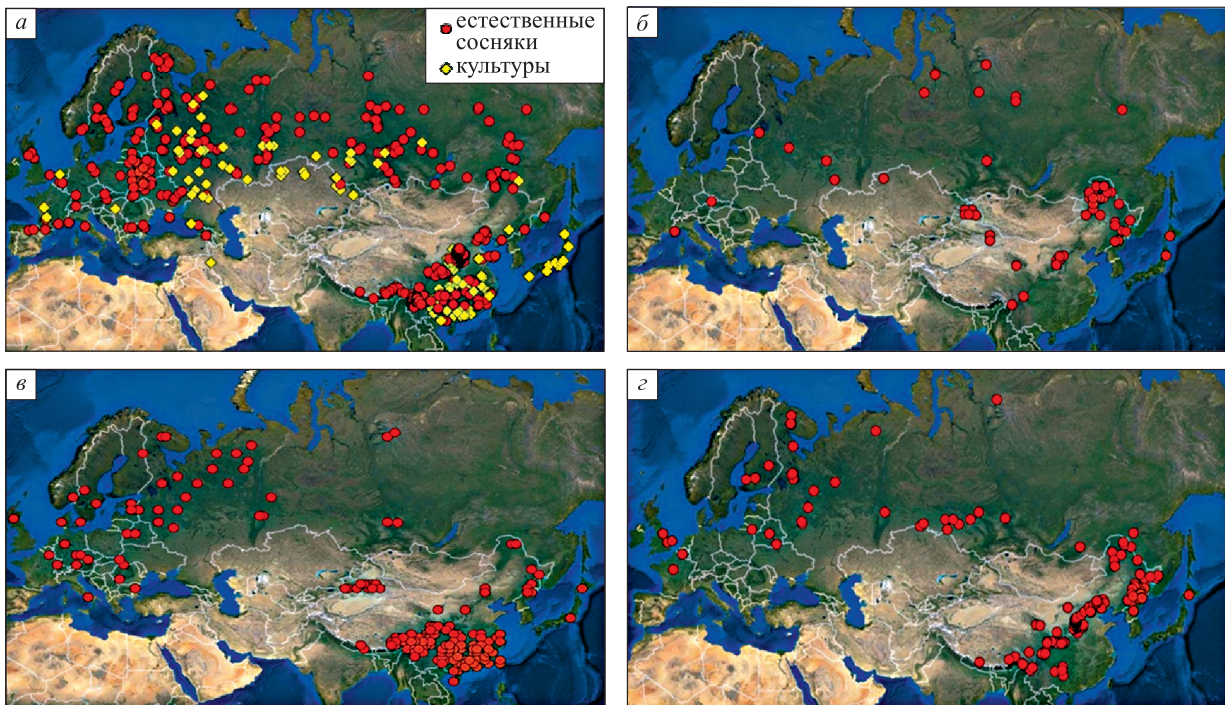 а
естественные
сосняки
культуры
б
в
г